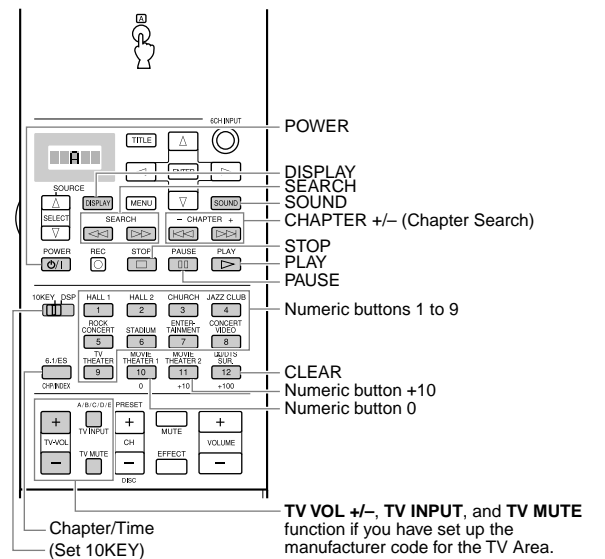 A
6CH INPUT
TITLE
POWER
A
ENTER
SOURCE
DISPLAY
MENU
SOUND
DISPLAY
SEARCH
SOUND
SELECT
SEARCH
– CHAPTER +
CHAPTER +/– (Chapter Search)
STOP
POWER
REC
STOP
PAUSE
PLAY
PLAY
PAUSE
10KEY DSP
HALL 1
HALL 2
CHURCH
JAZZ CLUB
1
2
3
4
Numeric buttons 1 to 9
ROCK CONCERT
STADIUM
ENTER-TAINMENT
CONCERT VIDEO
5
6
7
8
TV THEATER
MOVIE THEATER 1
MOVIE THEATER 2
SUR.
6.1/ES
9
10
11
12
CLEAR
CHP/INDEX
0
+10
+100
Numeric button +10
Numeric button 0
A/B/C/D/E
PRESET
+
TV INPUT
+
MUTE
+
TV-VOL
CH
VOLUME
–
TV MUTE
–
EFFECT
–
DISC
TV VOL +/–, TV INPUT, and TV MUTE
function if you have set up the
manufacturer code for the TV Area.
Chapter/Time
(Set 10KEY)